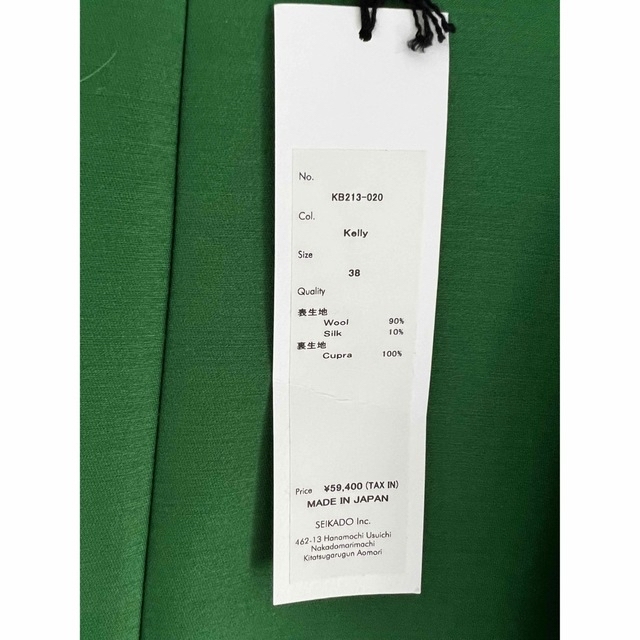 No.
KB213-020
Col.
Kelly
Size
38
Quality
表生地
Wool 90%
Silk 10%
裏生地
Cupra 100%
Price ¥59,400 (TAX IN)
MADE IN JAPAN
SEIKADO Inc.
462-13 Hanamachi Usuichi
Nakadomarimachi
Kitatsugarugun Aomori